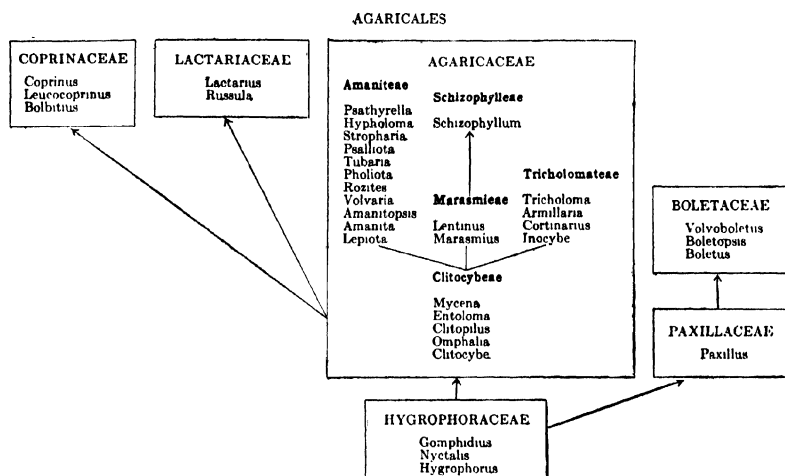 AGARICALES
COPRINACEAE
Coprinus
Leucocoprinus
Bolbitius
LACTARIACEAE
Lactarius
Russula
AGARICACEAE
Amaniteae
Psathyrella
Hypholoma
Stropharia
Psalliota
Tubaria
Pholiota
Rozites
Volvaria
Amanitopsis
Amanita
Lepiota
Schizophylleae
Schizophyllum
Marasmieae
Lentinus
Marasmius
Tricholomateae
Tricholoma
Armillaria
Cortinarius
Inocybe
Clitocybeae
Mycena
Entoloma
Clitopilus
Omphalia
Clitocybe
BOLETACEAE
Volvoboletus
Boletopsis
Boletus
PAXILLACEAE
Paxillus
HYGROPHORACEAE
Gomphidius
Nyctalis
Hygrophorus